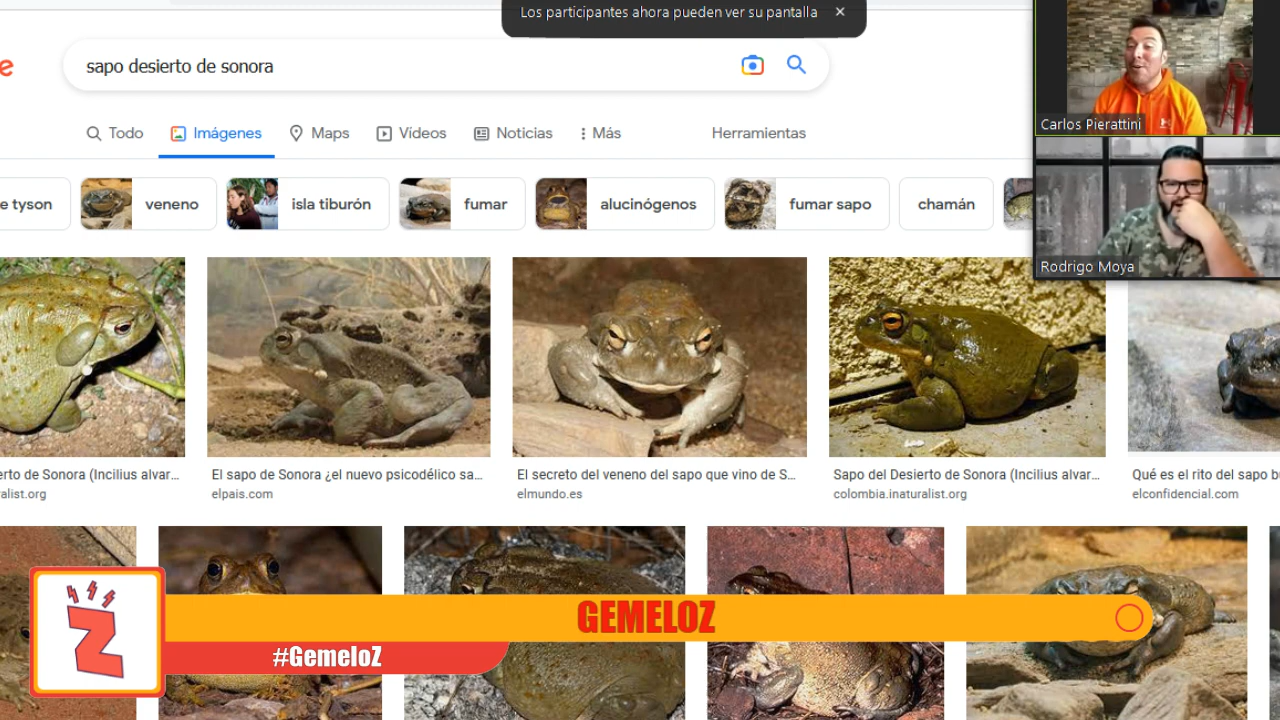 Los participantes ahora pueden ver su pantalla ×
e
sapo desierto de sonora
Todo
Imágenes
Maps
Vídeos
Noticias
Más
Herramientas
Carlos Pierattini
Rodrigo Moya
e tyson
veneno
isla tiburón
fumar
alucinógenos
fumar sapo
chamán
erto de Sonora (Incilius alvar...
alist.org
El sapo de Sonora ¿el nuevo psicodélico sa...
elpais.com
El secreto del veneno del sapo que vino de S...
elmundo.es
Sapo del Desierto de Sonora (Incilius alvar...
colombia.inaturalist.org
Qué es el rito del sapo b
elconfidencial.com
Z
GEMELOZ
#GemeloZ